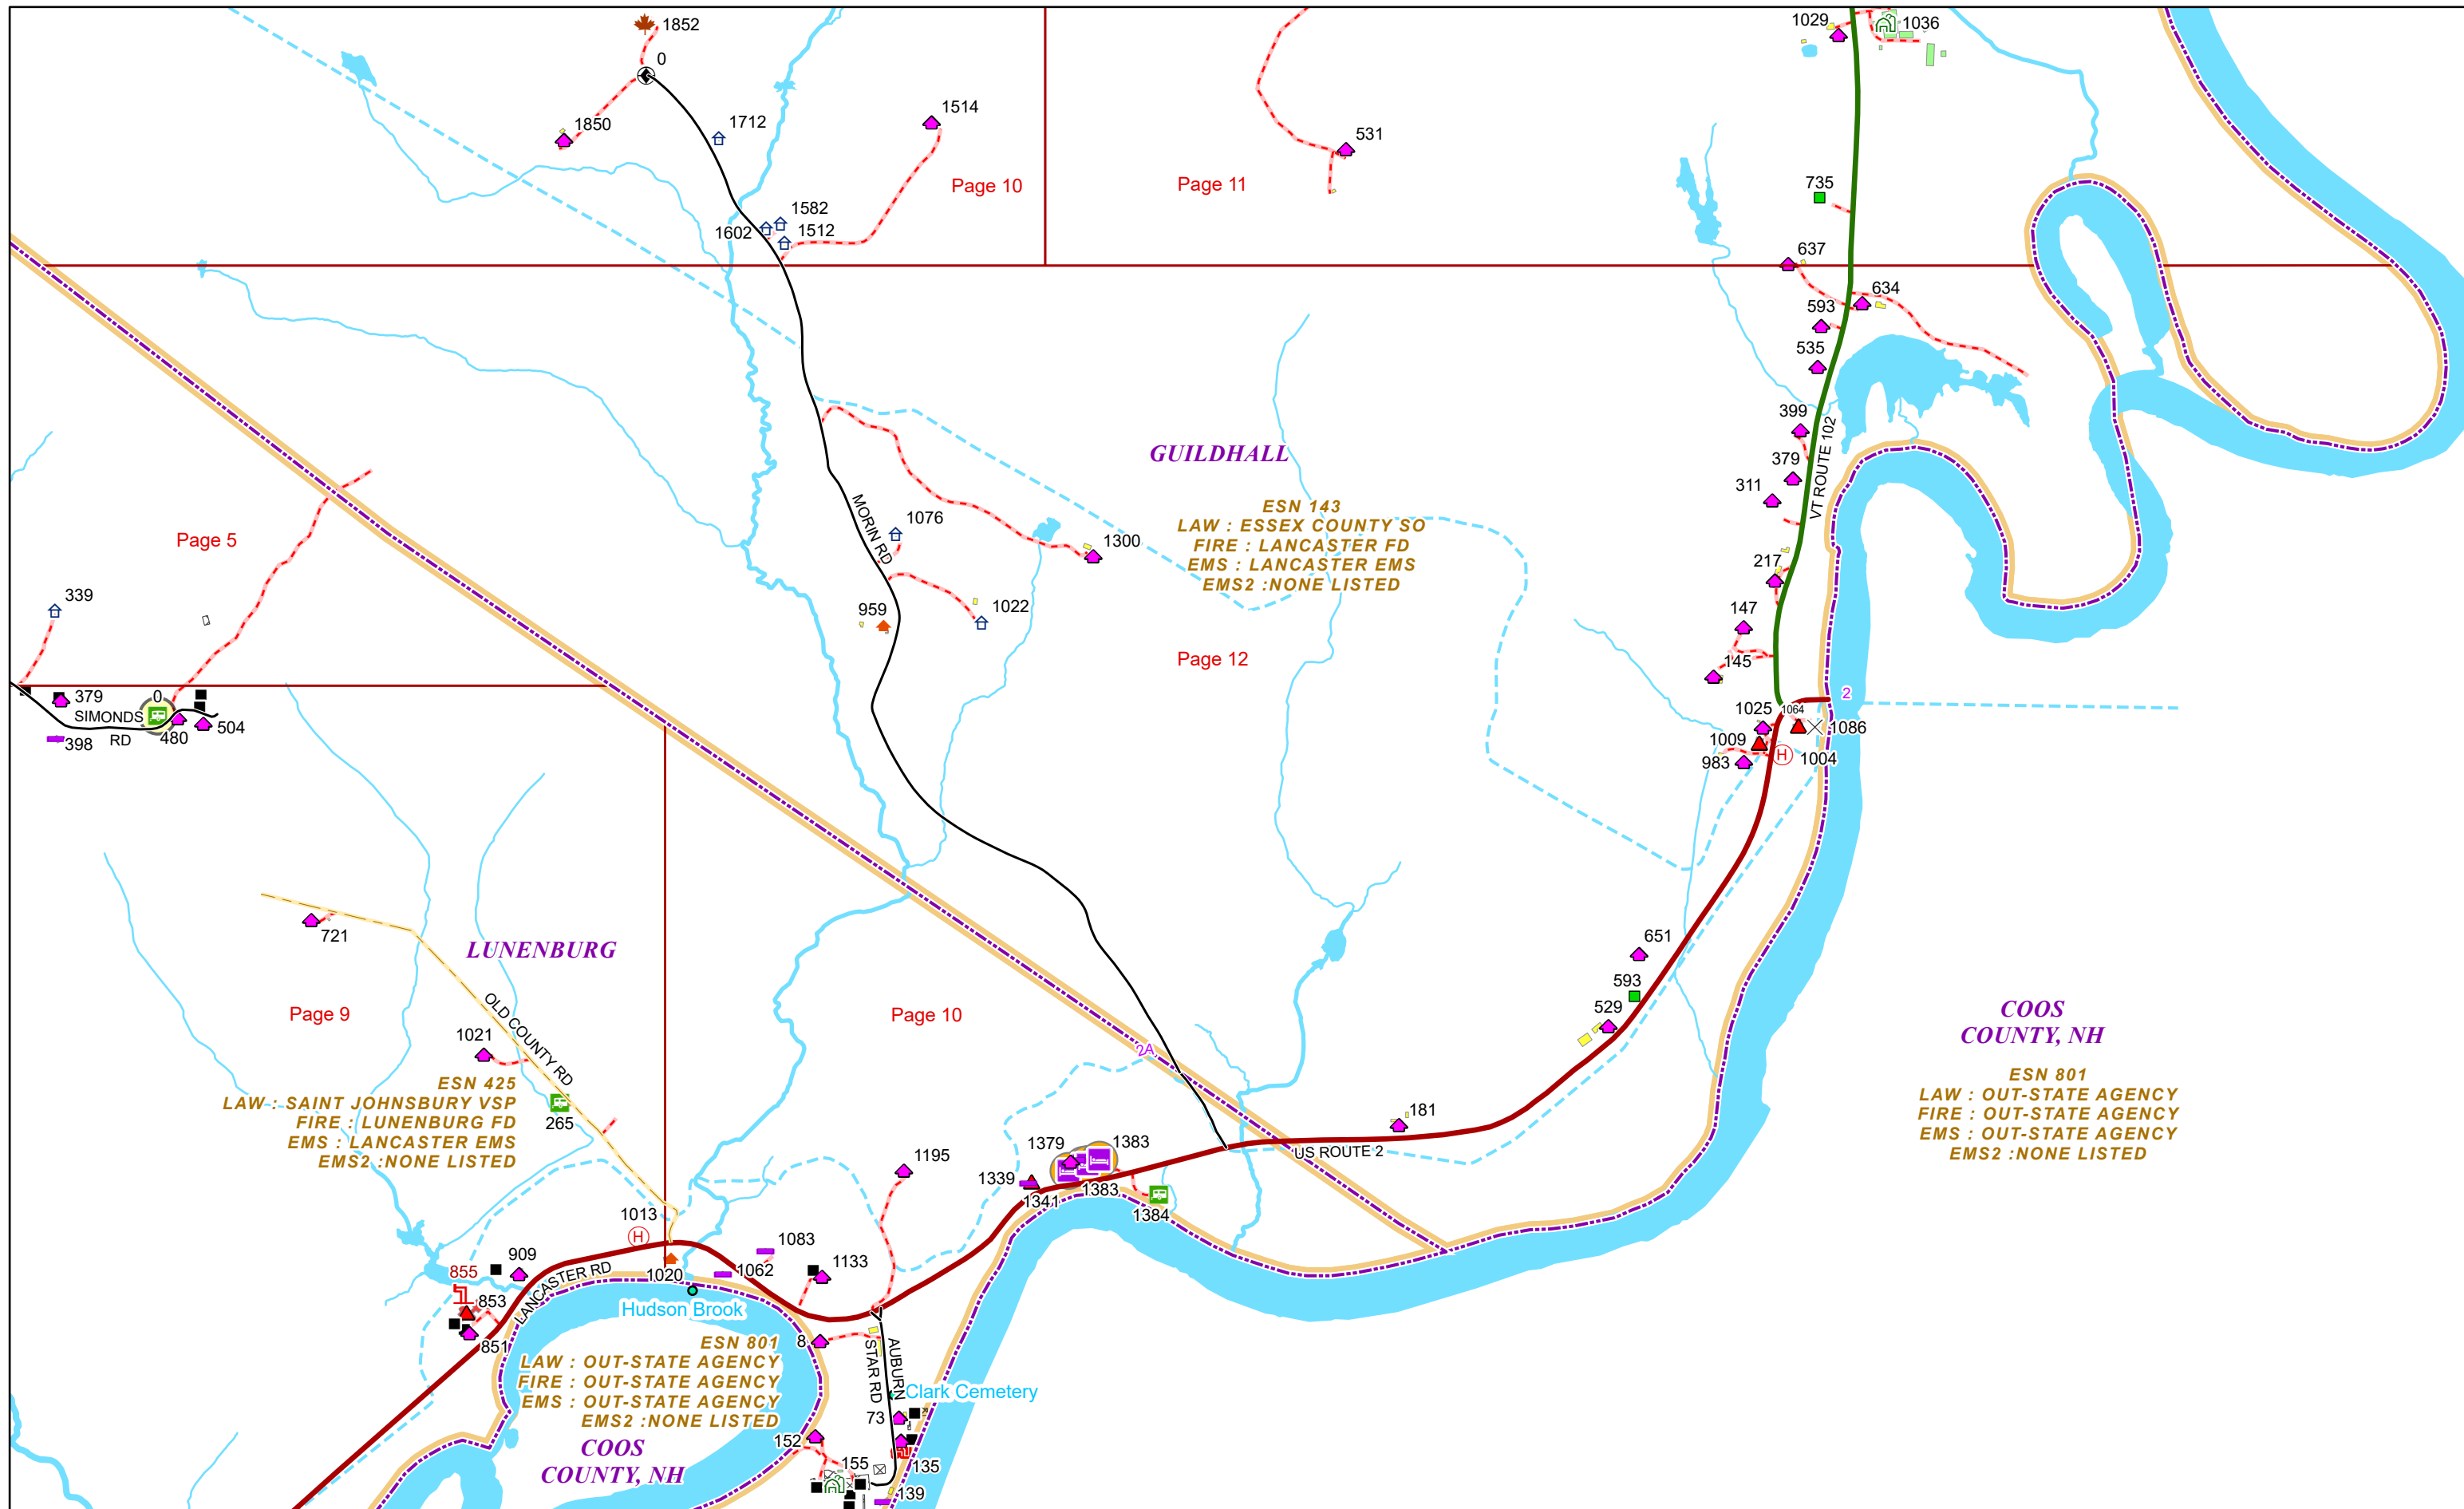 1852
0
1029
1036
1850
1712
1514
531
Page 10
Page 11
735
1582
1602
1512
637
634
593
535
399
VT ROUTE 102
379
311
GUILDHALL
ESN 143
LAW : ESSEX COUNTY SO
FIRE : LANCASTER FD
EMS : LANCASTER EMS
EMS2 :NONE LISTED
MORIN RD
1076
1300
Page 5
217
339
959
1022
147
Page 12
145
379
0
SIMONDS
RD
398
480
504
2
1025
1064
1086
1009
983
1004
721
LUNENBURG
651
593
529
Page 9
Page 10
OLD COUNTY RD
1021
2A
COOS
COUNTY, NH
ESN 801
LAW : OUT-STATE AGENCY
FIRE : OUT-STATE AGENCY
EMS : OUT-STATE AGENCY
EMS2 :NONE LISTED
ESN 425
LAW : SAINT JOHNSBURY VSP
FIRE : LUNENBURG FD
EMS : LANCASTER EMS
EMS2 :NONE LISTED
265
181
US ROUTE 2
1379
1383
1195
1339
1341
1383
1384
1013
H
H
1083
1133
1020
1062
909
855
853
851
LANCASTER RD
Hudson Brook
ESN 801
LAW : OUT-STATE AGENCY
FIRE : OUT-STATE AGENCY
EMS : OUT-STATE AGENCY
EMS2 :NONE LISTED
COOS
COUNTY, NH
8
AUBURN
STAR RD
Clark Cemetery
73
152
155
135
139